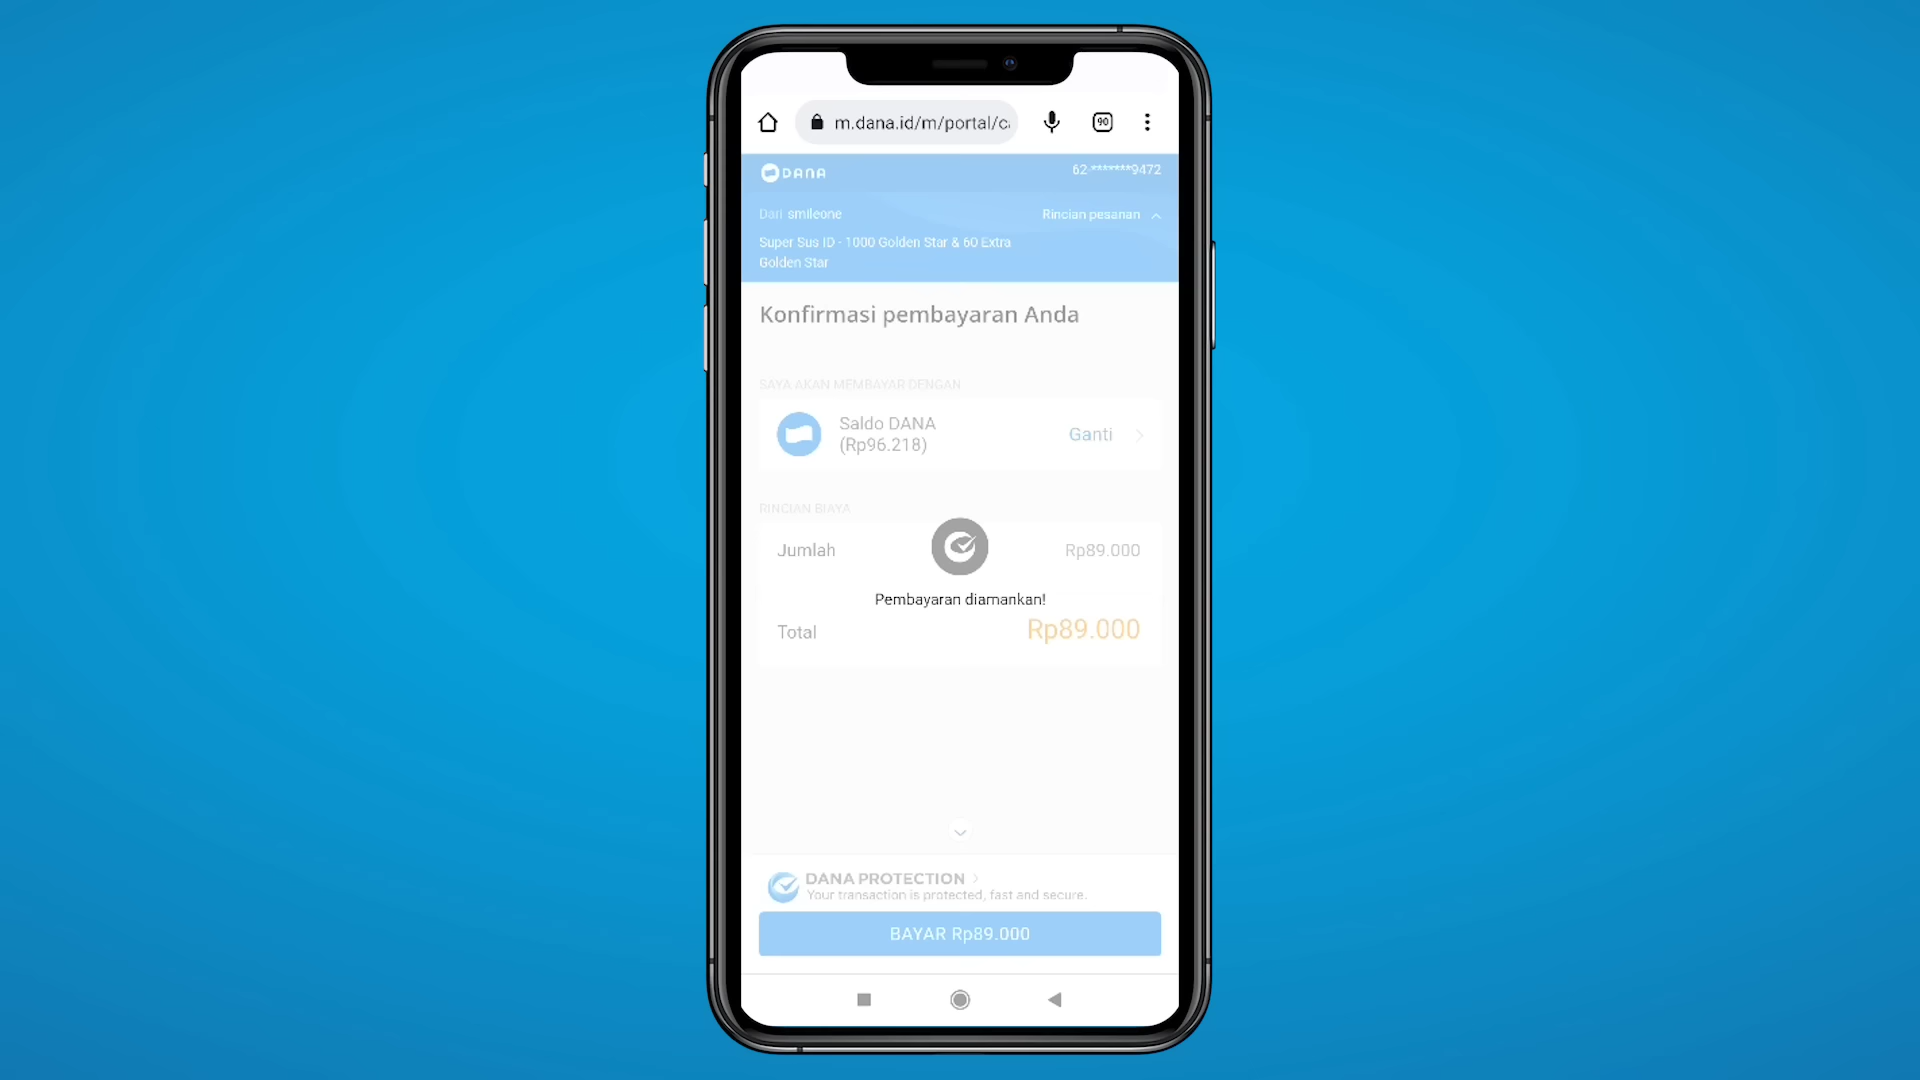 m.dana.id/m/portal/c
90
DANA
62-*******9472
Dari smileone
Rincian pesanan
Super Sus ID - 1000 Golden Star & 60 Extra
Golden Star
Konfirmasi pembayaran Anda
SAYA AKAN MEMBAYAR DENGAN
Saldo DANA
(Rp96.218)
Ganti
RINCIAN BIAYA
Jumlah
Rp89.000
Pembayaran diamankan!
Total
Rp89.000
DANA PROTECTION
Your transaction is protected, fast and secure.
BAYAR Rp89.000